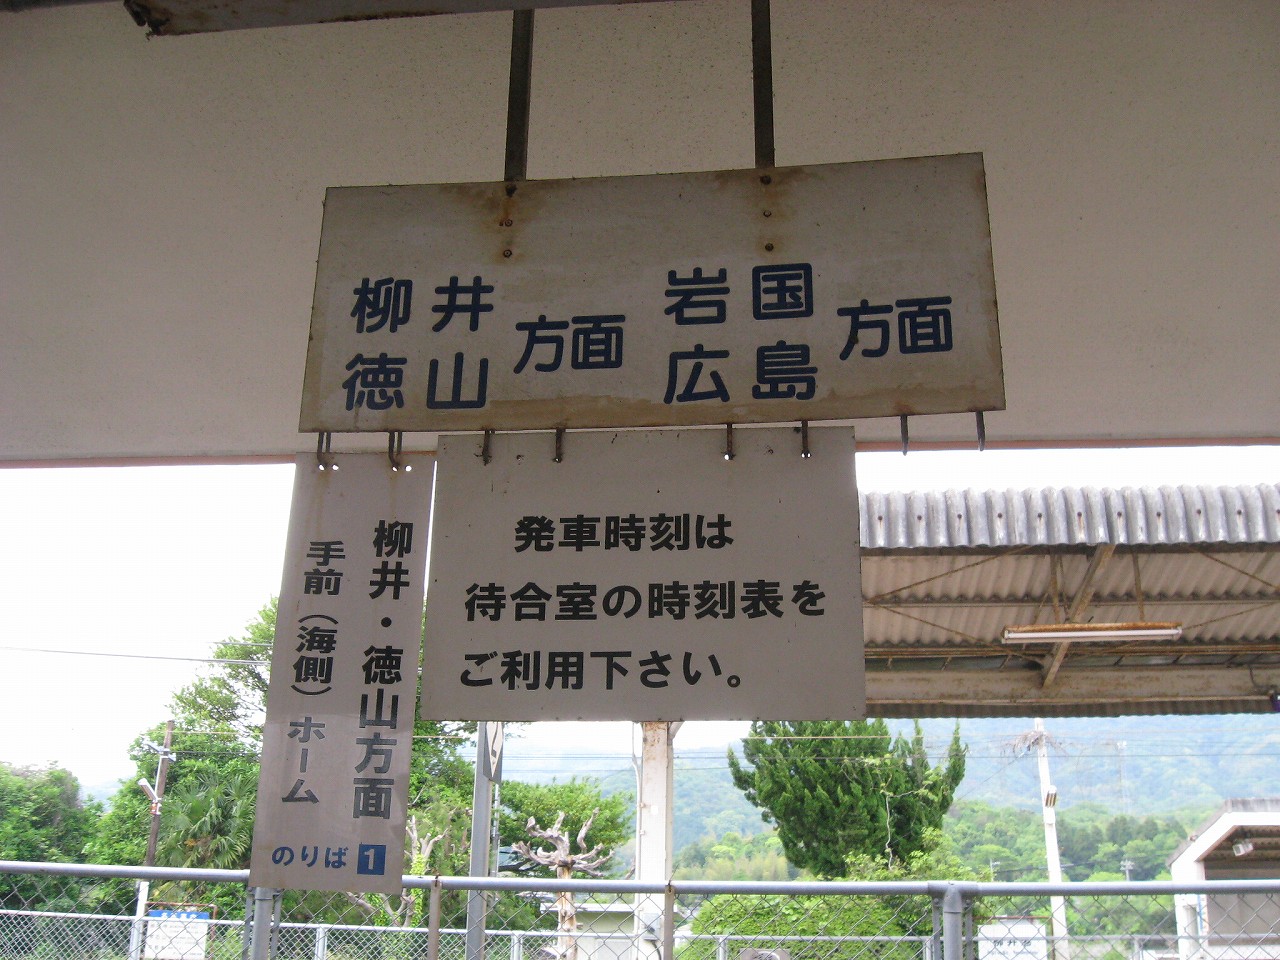 柳井
徳山
方面
岩国
広島
方面
発車時刻は
待合室の時刻表を
ご利用下さい。
柳井・徳山方面
手前（海側）ホーム
のりば 1